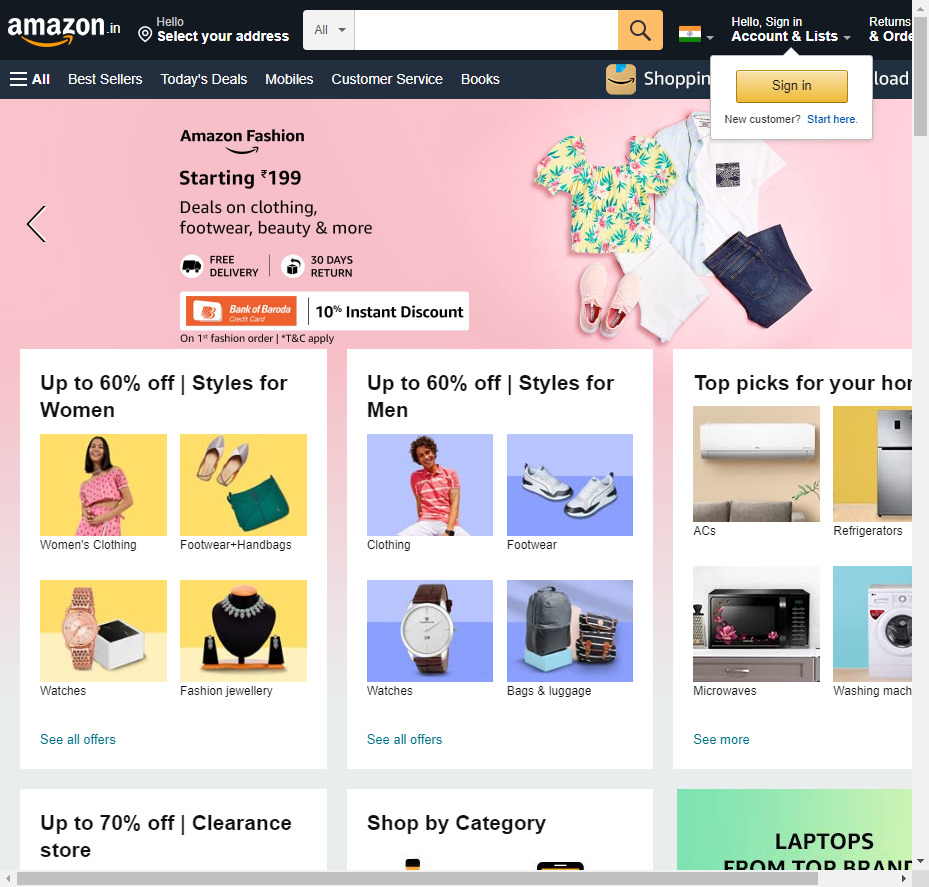 amazon.in
Hello
Select your address
All
Hello, Sign in
Account & Lists
Returns
& Orde
All
Best Sellers
Today's Deals
Mobiles
Customer Service
Books
Shoppin
load
Sign in
New customer? Start here.
Amazon Fashion
Starting ₹199
Deals on clothing,
footwear, beauty & more
FREE
DELIVERY
30 DAYS
RETURN
Bank of Baroda
Credit Card
10% Instant Discount
On 1st fashion order | *T&C apply
Up to 60% off | Styles for
Women
Women's Clothing
Footwear+Handbags
Watches
Fashion jewellery
See all offers
Up to 60% off | Styles for
Men
Clothing
Footwear
Watches
Bags & luggage
See all offers
Top picks for your hom
ACs
Refrigerators
Microwaves
Washing mach
See more
Up to 70% off | Clearance
store
Shop by Category
LAPTOPS
FROM TOP BRAND